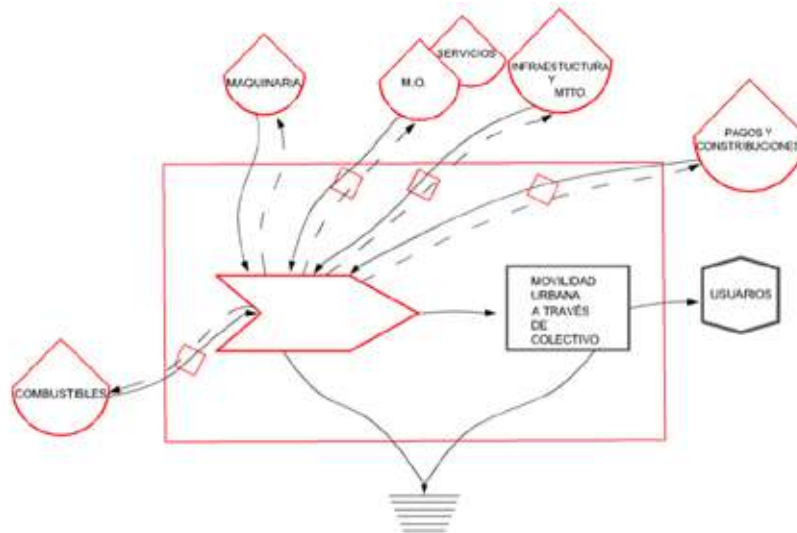 SERVICIOS
MAQUINARIA
M.O.
INFRAESTUCTURA
Y
MTTO.
PAGOS Y
CONSTRIBUCIONES
MOVILIDAD
URBANA
A TRAVÉS
DE
COLECTIVO
USUARIOS
COMBUSTIBLES